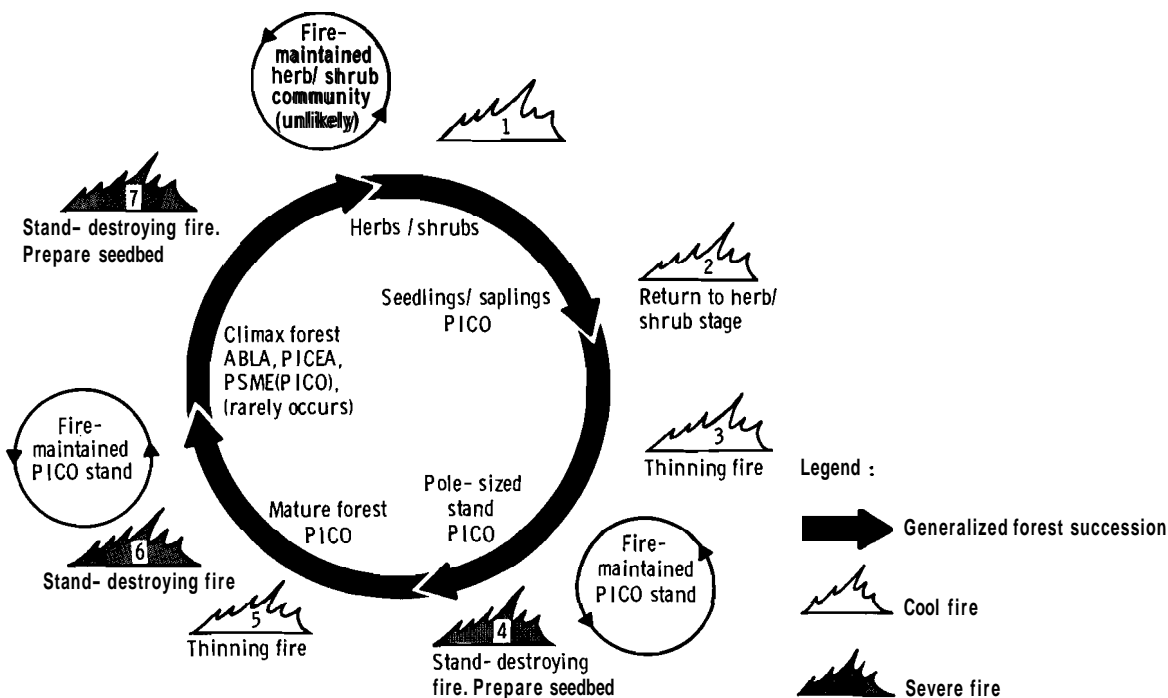 Fire-
maintained
herb/ shrub
community
(unlikely)
1
7
Stand- destroying fire.
Prepare seedbed
Herbs / shrubs
2
Return to herb/
shrub stage
Seedlings/ saplings
PICO
Climax forest
ABLA, PICEA,
PSME(PICO),
(rarely occurs)
3
Thinning fire
Fire-
maintained
PICO stand
Pole- sized
stand
PICO
Mature forest
PICO
6
Stand- destroying fire
Fire-
maintained
PICO stand
5
Thinning fire
4
Stand- destroying
fire. Prepare seedbed
Legend :
Generalized forest succession
Cool fire
Severe fire